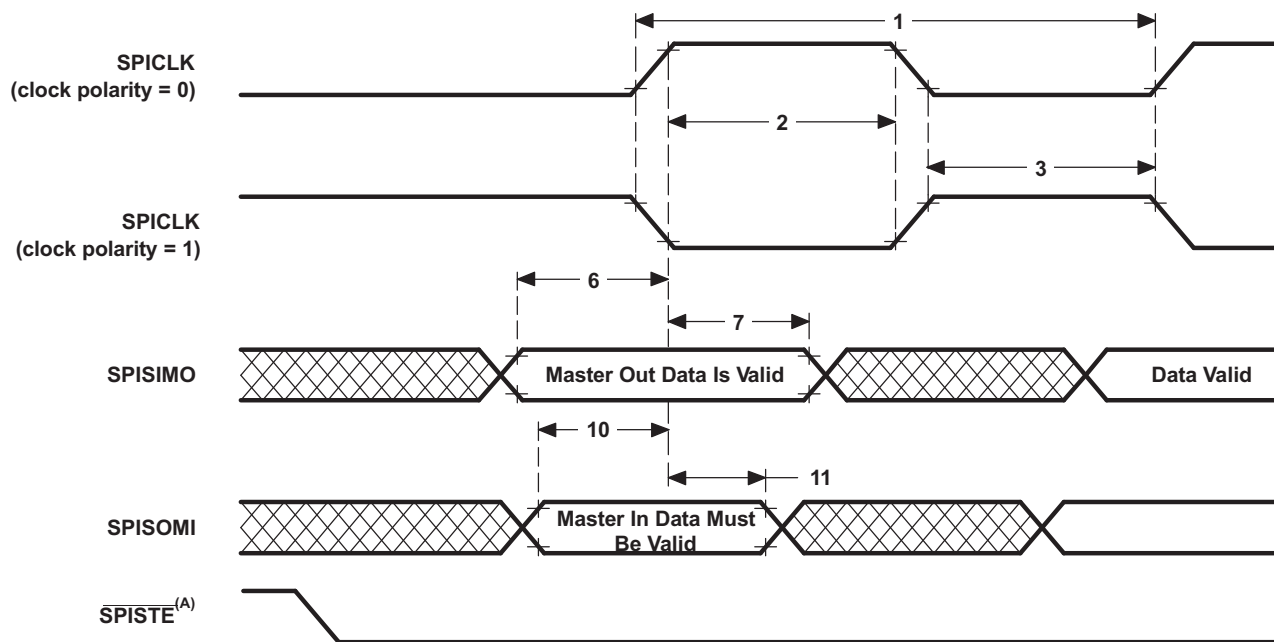 1
SPICLK
(clock polarity = 0)
2
3
SPICLK
(clock polarity = 1)
6
7
SPISIMO
Master Out Data Is Valid
Data Valid
10
11
SPISOMI
Master In Data Must
Be Valid
SPISTE(A)